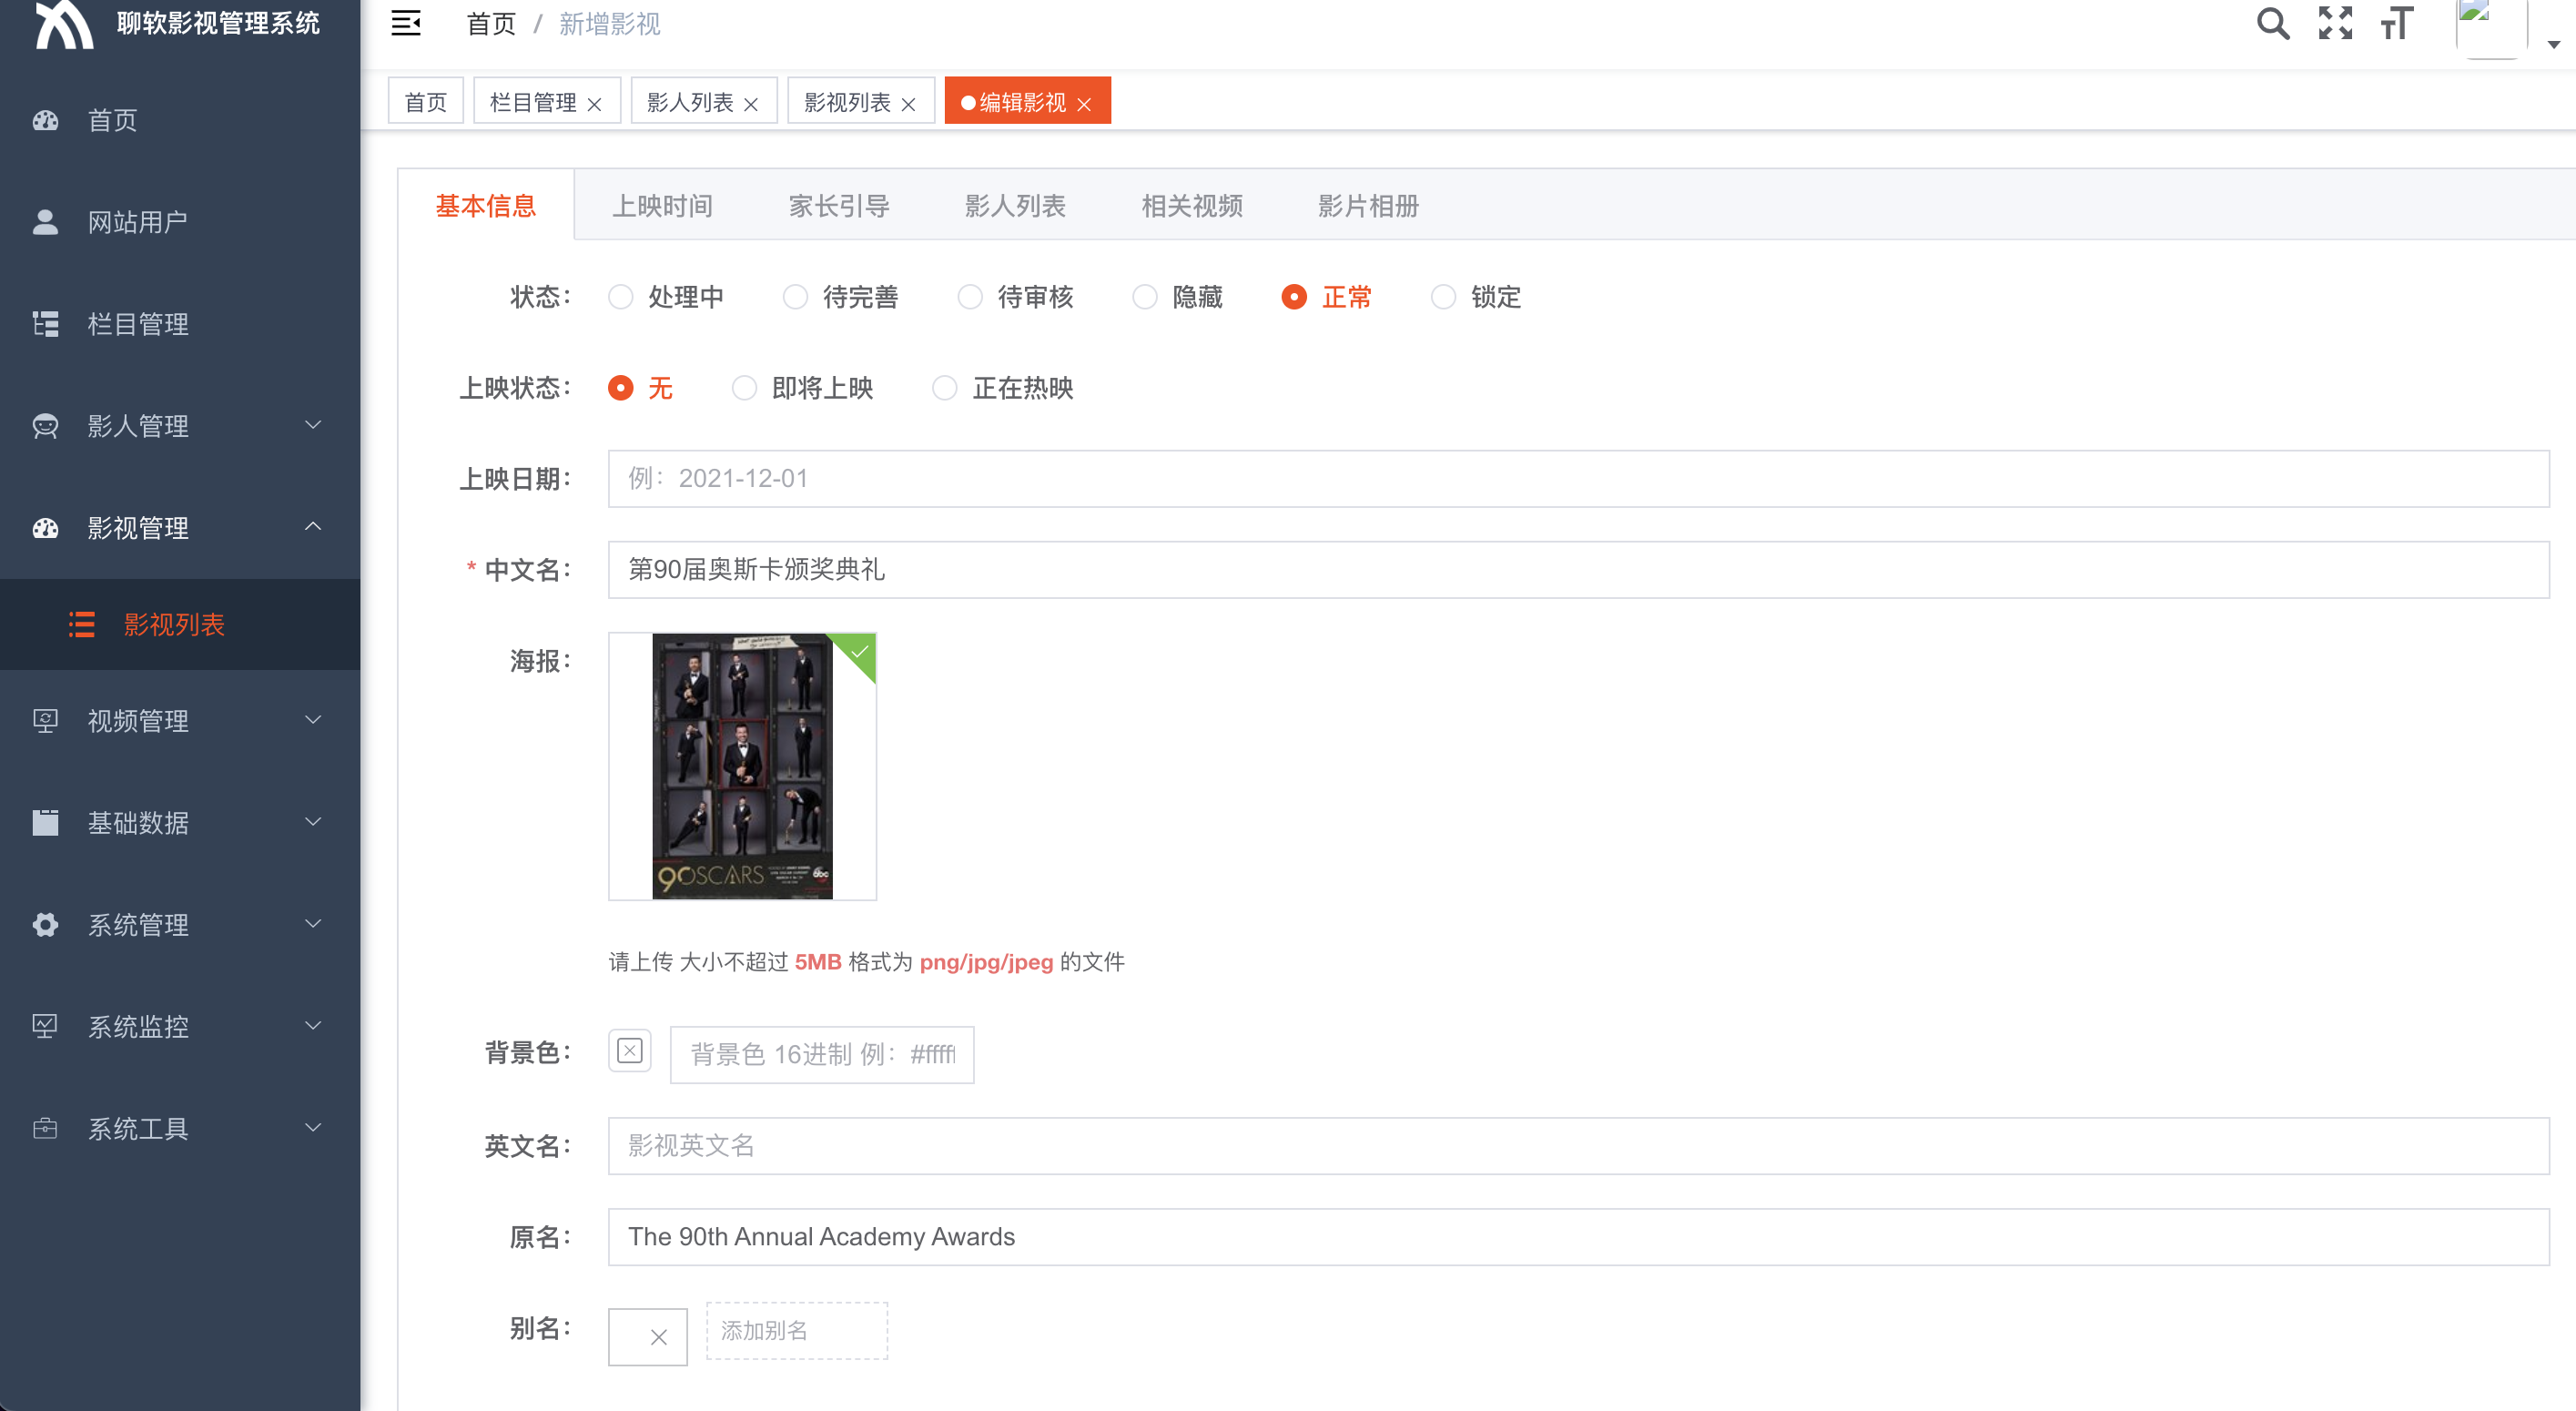 聊软影视管理系统
首页 / 新增影视
首页
栏目管理
影人列表
影视列表
编辑影视
首页
网站用户
栏目管理
影人管理
影视管理
影视列表
视频管理
基础数据
系统管理
系统监控
系统工具
基本信息
上映时间
家长引导
影人列表
相关视频
影片相册
状态： 处理中 待完善 待审核 隐藏 正常 锁定
上映状态： 无 即将上映 正在热映
上映日期： 例：2021-12-01
* 中文名： 第90届奥斯卡颁奖典礼
海报：
90OSCARS
abc
请上传 大小不超过 5MB 格式为 png/jpg/jpeg 的文件
背景色： 背景色 16进制 例：#ffff
英文名： 影视英文名
原名： The 90th Annual Academy Awards
别名： 添加别名